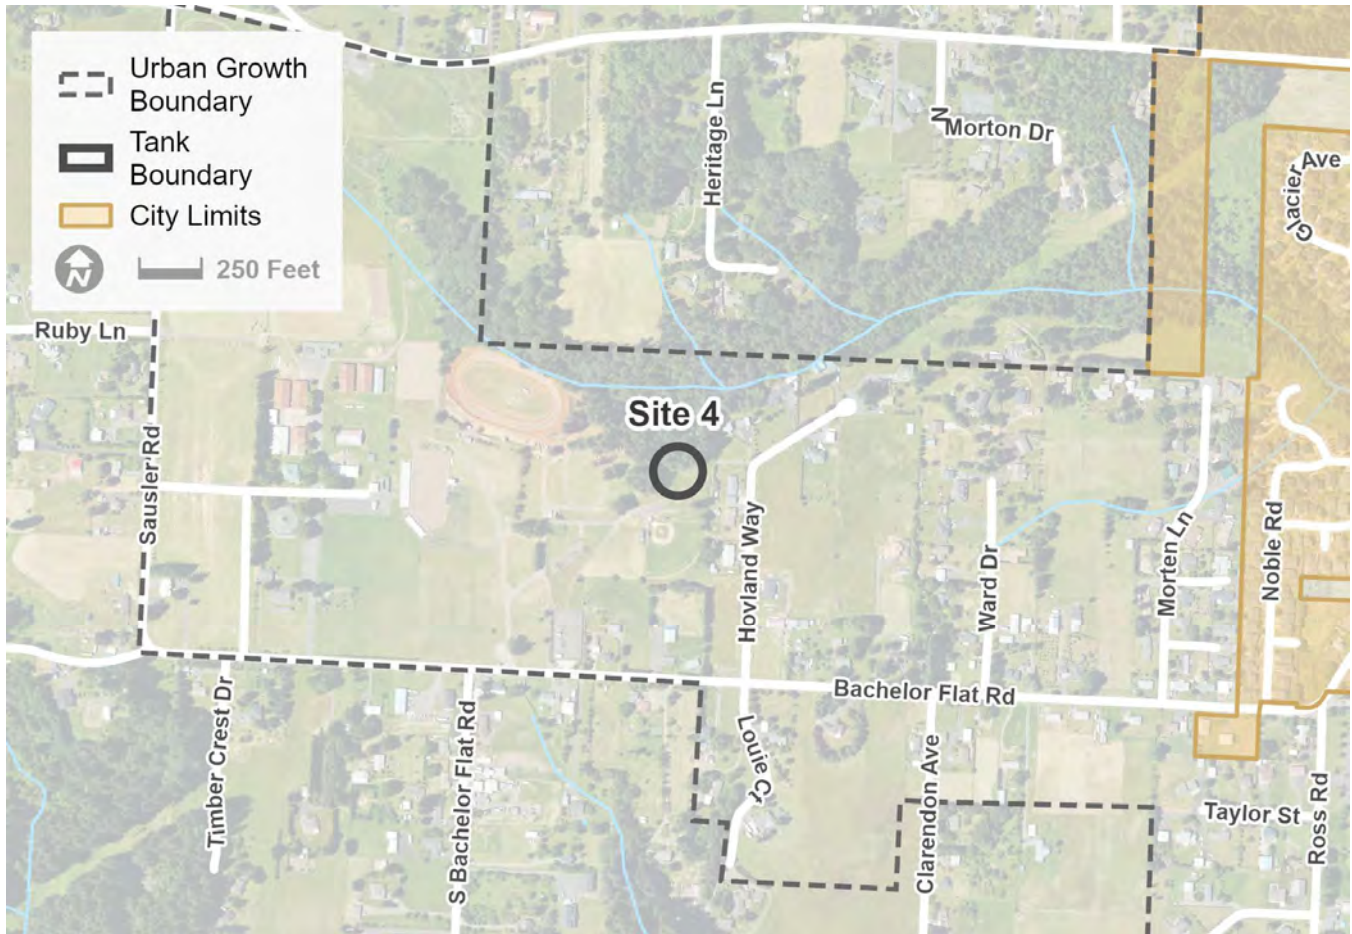 Urban Growth
Boundary
Tank
Boundary
City Limits
N
250 Feet
Heritage Ln
N
Morton Dr
Glacier Ave
Ruby Ln
Site 4
Sausler Rd
Hovland Way
Ward Dr
Morten Ln
Noble Rd
Bachelor Flat Rd
Timber Crest Dr
S Bachelor Flat Rd
Louie Ct
Clarendon Ave
Taylor St
Ross Rd